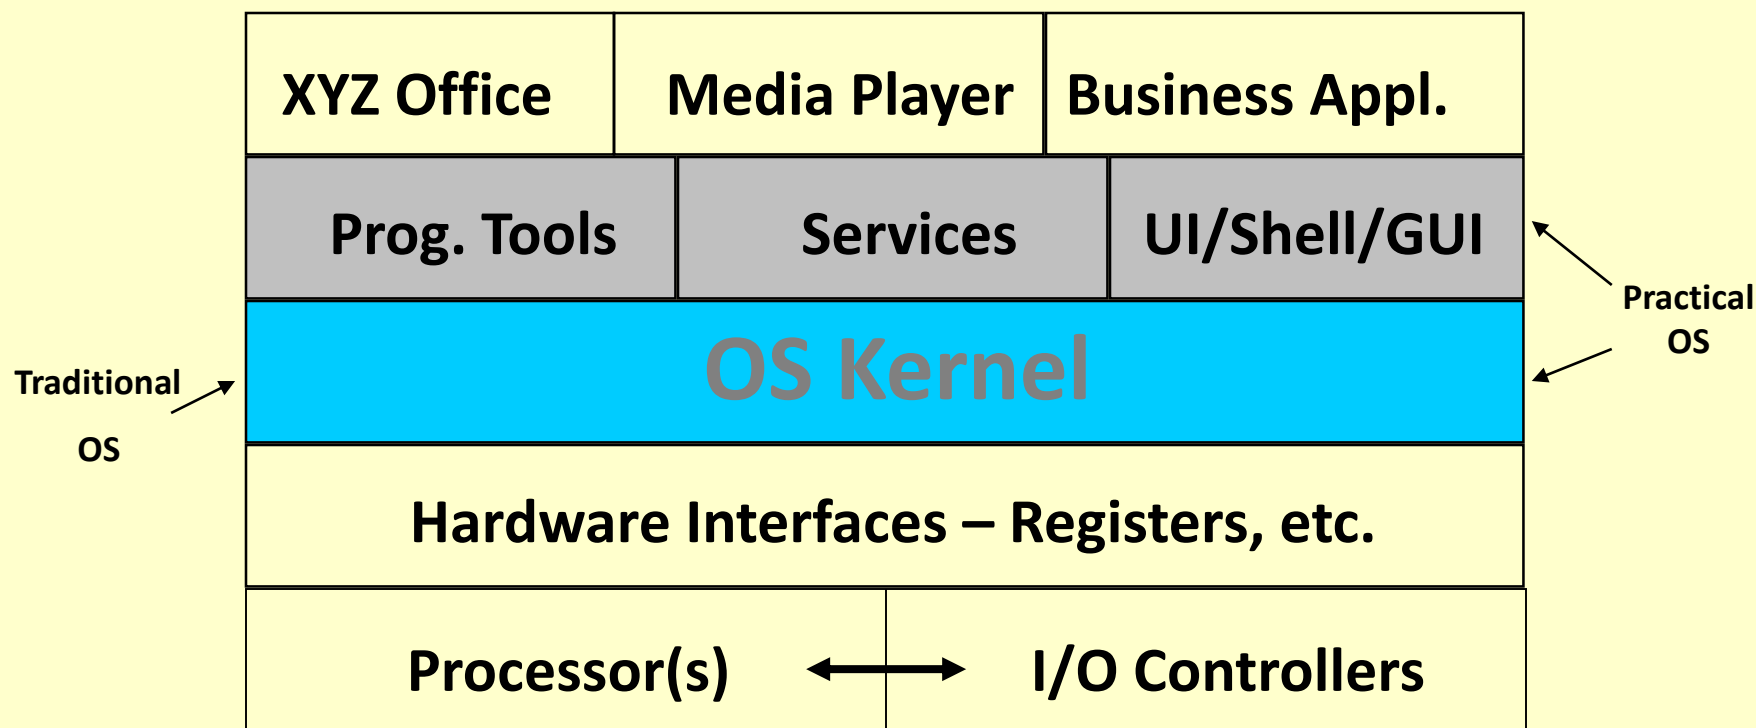 XYZ Office
Media Player
Business Appl.
Prog. Tools
Services
UI/Shell/GUI
Practical
OS
OS Kernel
Traditional
OS
Hardware Interfaces – Registers, etc.
Processor(s)
I/O Controllers